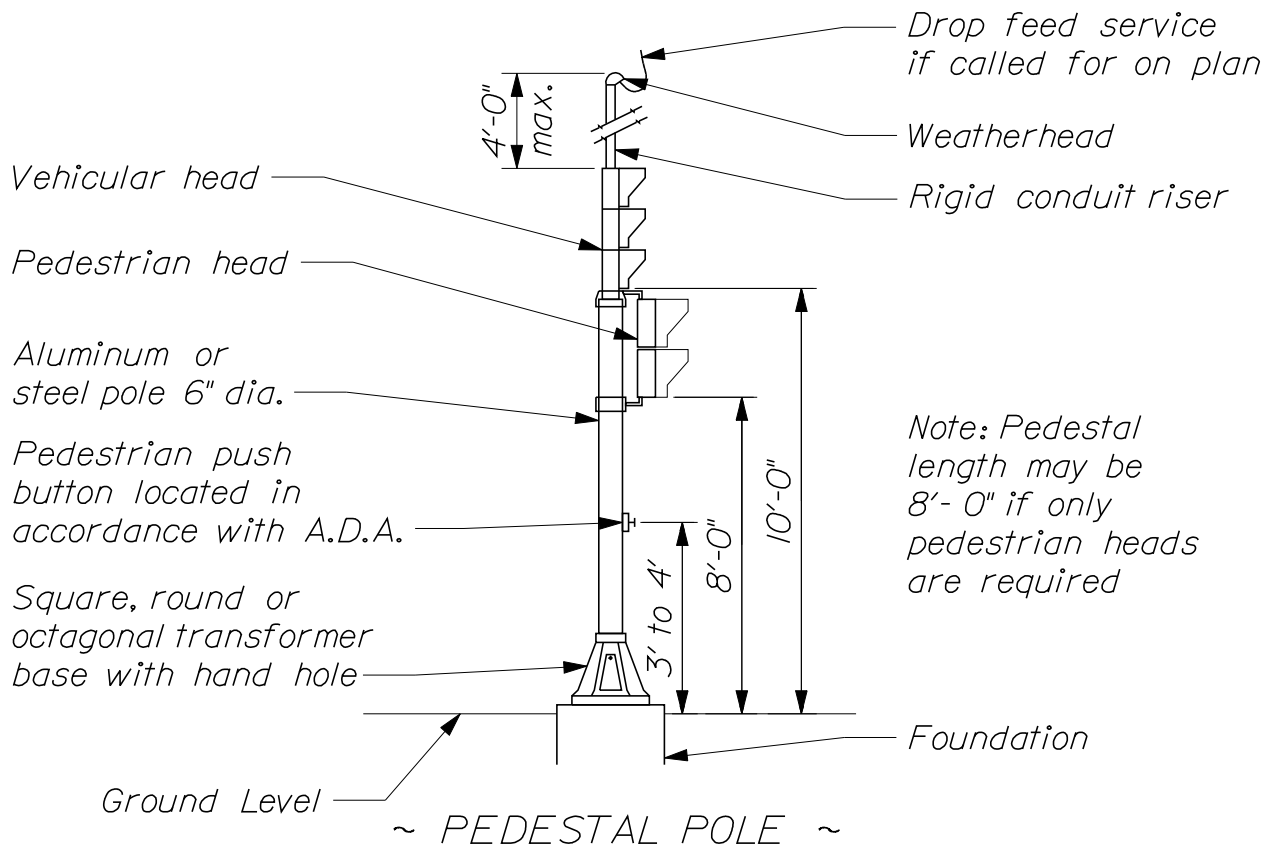 Drop feed service
if called for on plan
4'-0"
max.
Weatherhead
Vehicular head
Rigid conduit riser
Pedestrian head
Aluminum or
steel pole 6" dia.
Pedestrian push
button located in
accordance with A.D.A.
Square, round or
octagonal transformer
base with hand hole
3' to 4'
8'-0"
10'-0"
Note: Pedestal
length may be
8'- 0" if only
pedestrian heads
are required
Foundation
Ground Level
~ PEDESTAL POLE ~